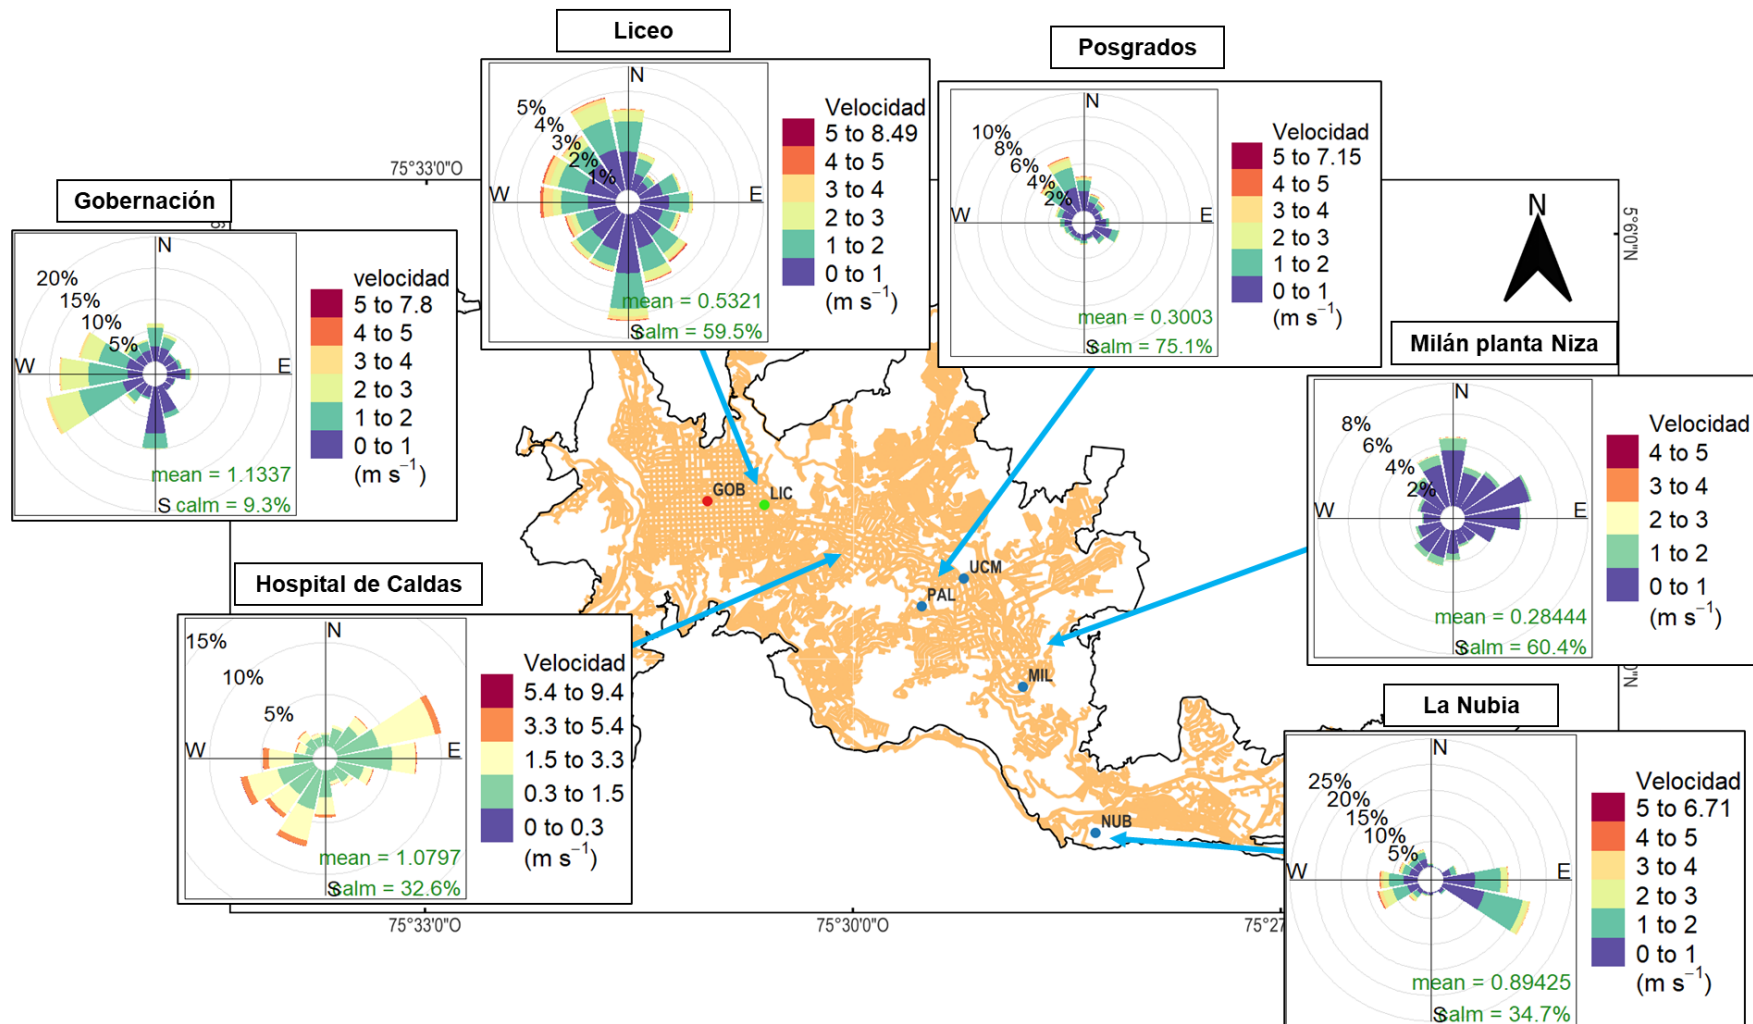 Liceo
N
5%
4%
3%
2%
1%
W
E
S
mean = 0.5321
calm = 59.5%
Velocidad
5 to 8.49
4 to 5
3 to 4
2 to 3
1 to 2
0 to 1
(m s⁻¹)
Posgrados
N
10%
8%
6%
4%
2%
W
E
S
mean = 0.3003
calm = 75.1%
Velocidad
5 to 7.15
4 to 5
3 to 4
2 to 3
1 to 2
0 to 1
(m s⁻¹)
75°33'0"O
5°6'0"N
N
Gobernación
N
20%
15%
10%
5%
W
E
S
mean = 1.1337
calm = 9.3%
velocidad
5 to 7.8
4 to 5
3 to 4
2 to 3
1 to 2
0 to 1
(m s⁻¹)
Milán planta Niza
N
8%
6%
4%
2%
W
E
S
mean = 0.28444
calm = 60.4%
Velocidad
4 to 5
3 to 4
2 to 3
1 to 2
0 to 1
(m s⁻¹)
0"N
GOB
LIC
UCM
PAL
MIL
NUB
Hospital de Caldas
N
15%
10%
5%
W
E
S
mean = 1.0797
calm = 32.6%
Velocidad
5.4 to 9.4
3.3 to 5.4
1.5 to 3.3
0.3 to 1.5
0 to 0.3
(m s⁻¹)
La Nubia
N
25%
20%
15%
10%
5%
W
E
S
mean = 0.89425
calm = 34.7%
Velocidad
5 to 6.71
4 to 5
3 to 4
2 to 3
1 to 2
0 to 1
(m s⁻¹)
75°33'0"O
75°30'0"O
75°27